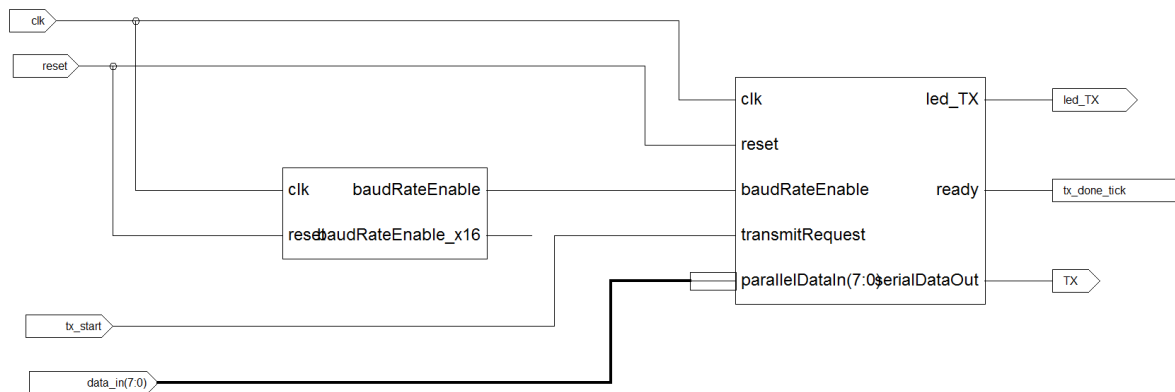 clk
reset
clk led_TX led_TX
reset
clk baudRateEnable baudRateEnable ready tx_done_tick
reset baudRateEnable_x16 transmitRequest
parallelDataIn(7:0) serialDataOut TX
tx_start
data_in(7:0)